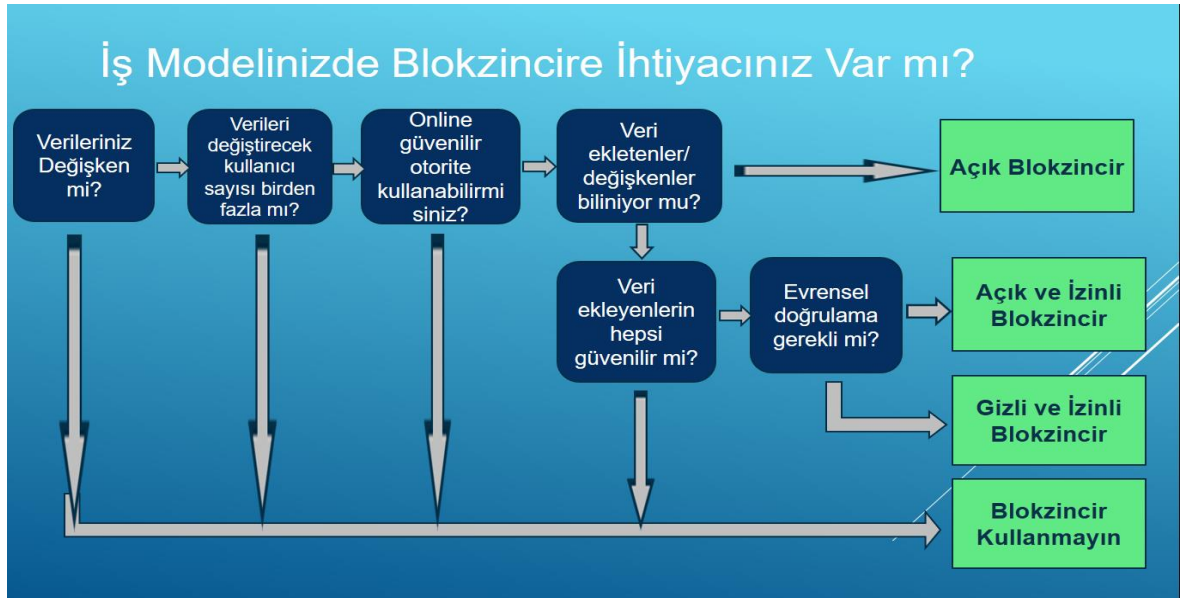 İş Modelinizde Blokzincire İhtiyacınız Var mı?
Verileriniz
Değişken
mi?
Verileri
değiştirecek
kullanıcı
sayısı birden
fazla mı?
Online
güvenilir
otorite
kullanabilirmi
siniz?
Veri
ekletenler/
değişkenler
biliniyor mu?
Açık Blokzincir
Veri
ekleyenlerin
hepsi
güvenilir mi?
Evrensel
doğrulama
gerekli mi?
Açık ve İzinli
Blokzincir
Gizli ve İzinli
Blokzincir
Blokzincir
Kullanmayın